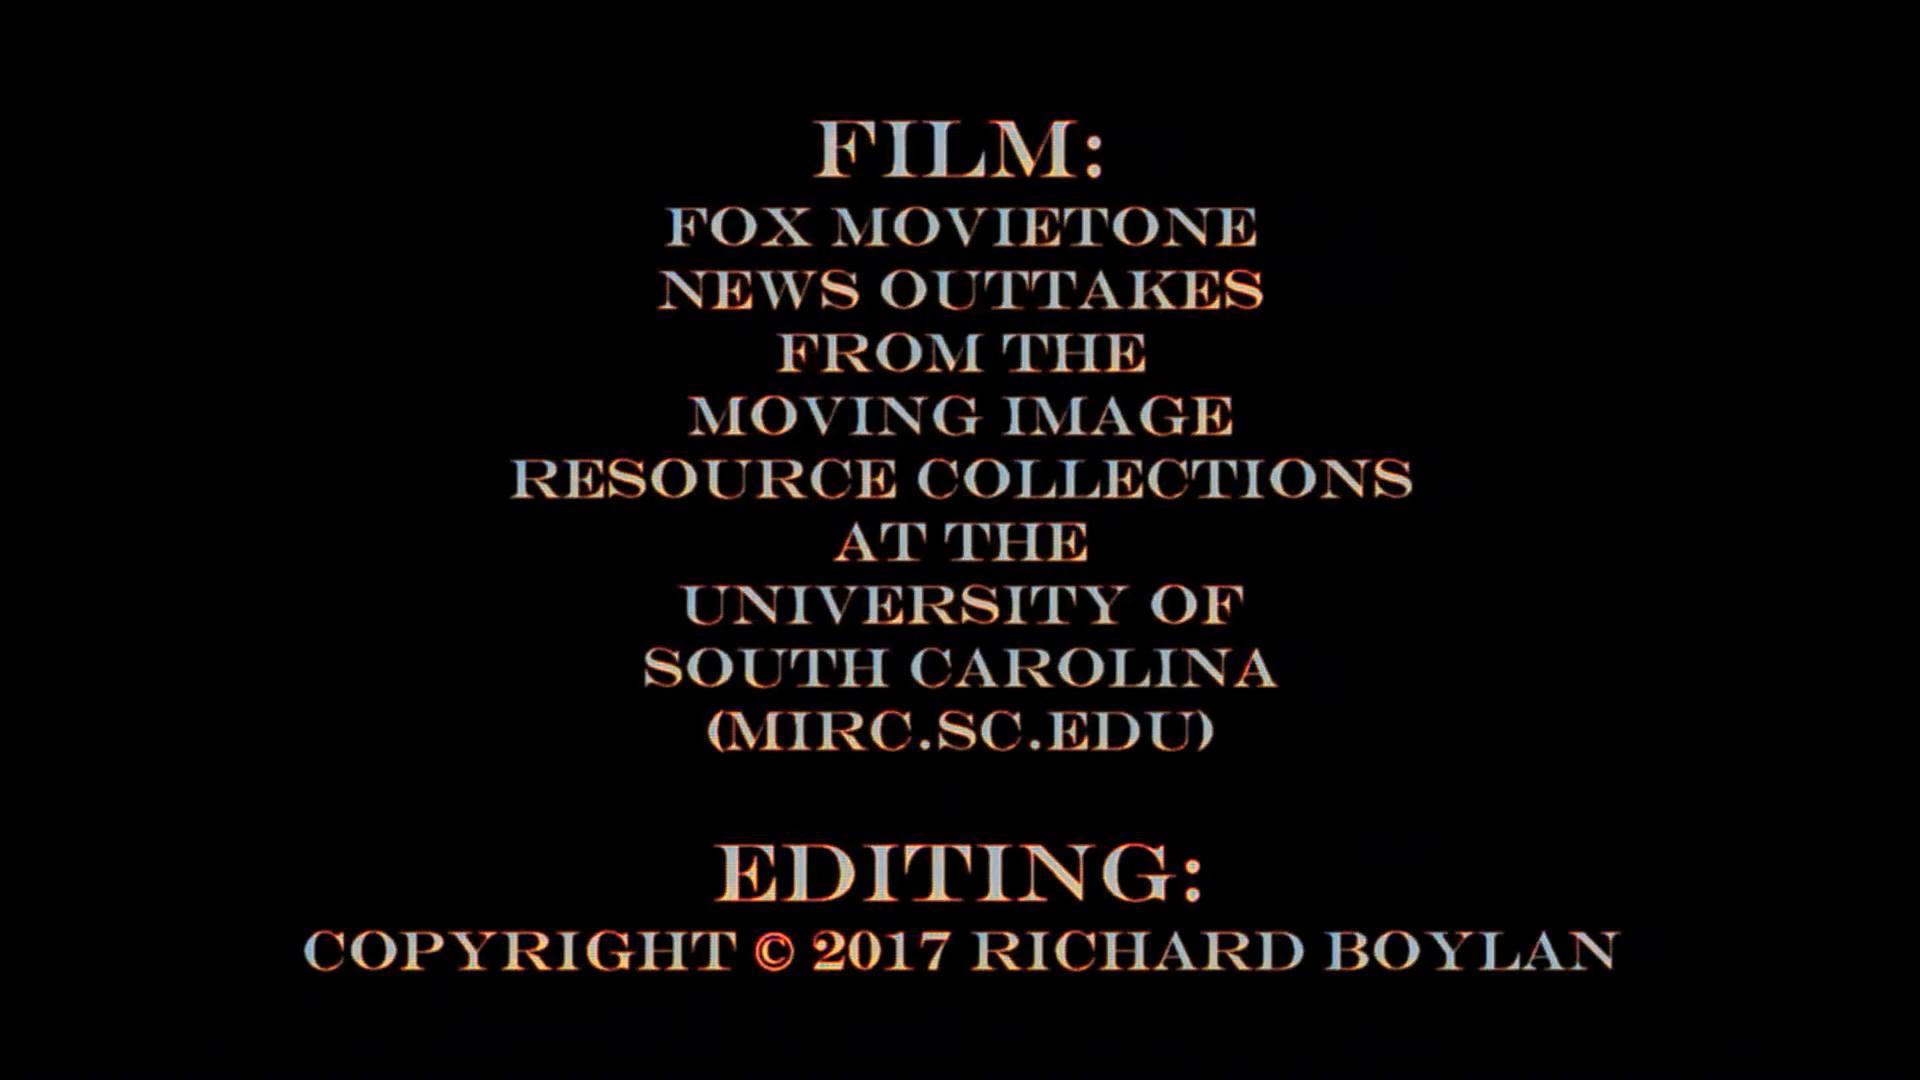 FILM:
FOX MOVIETONE
NEWS OUTTAKES
FROM THE
MOVING IMAGE
RESOURCE COLLECTIONS
AT THE
UNIVERSITY OF
SOUTH CAROLINA
(MIRC.SC.EDU)
EDITING:
COPYRIGHT © 2017 RICHARD BOYLAN